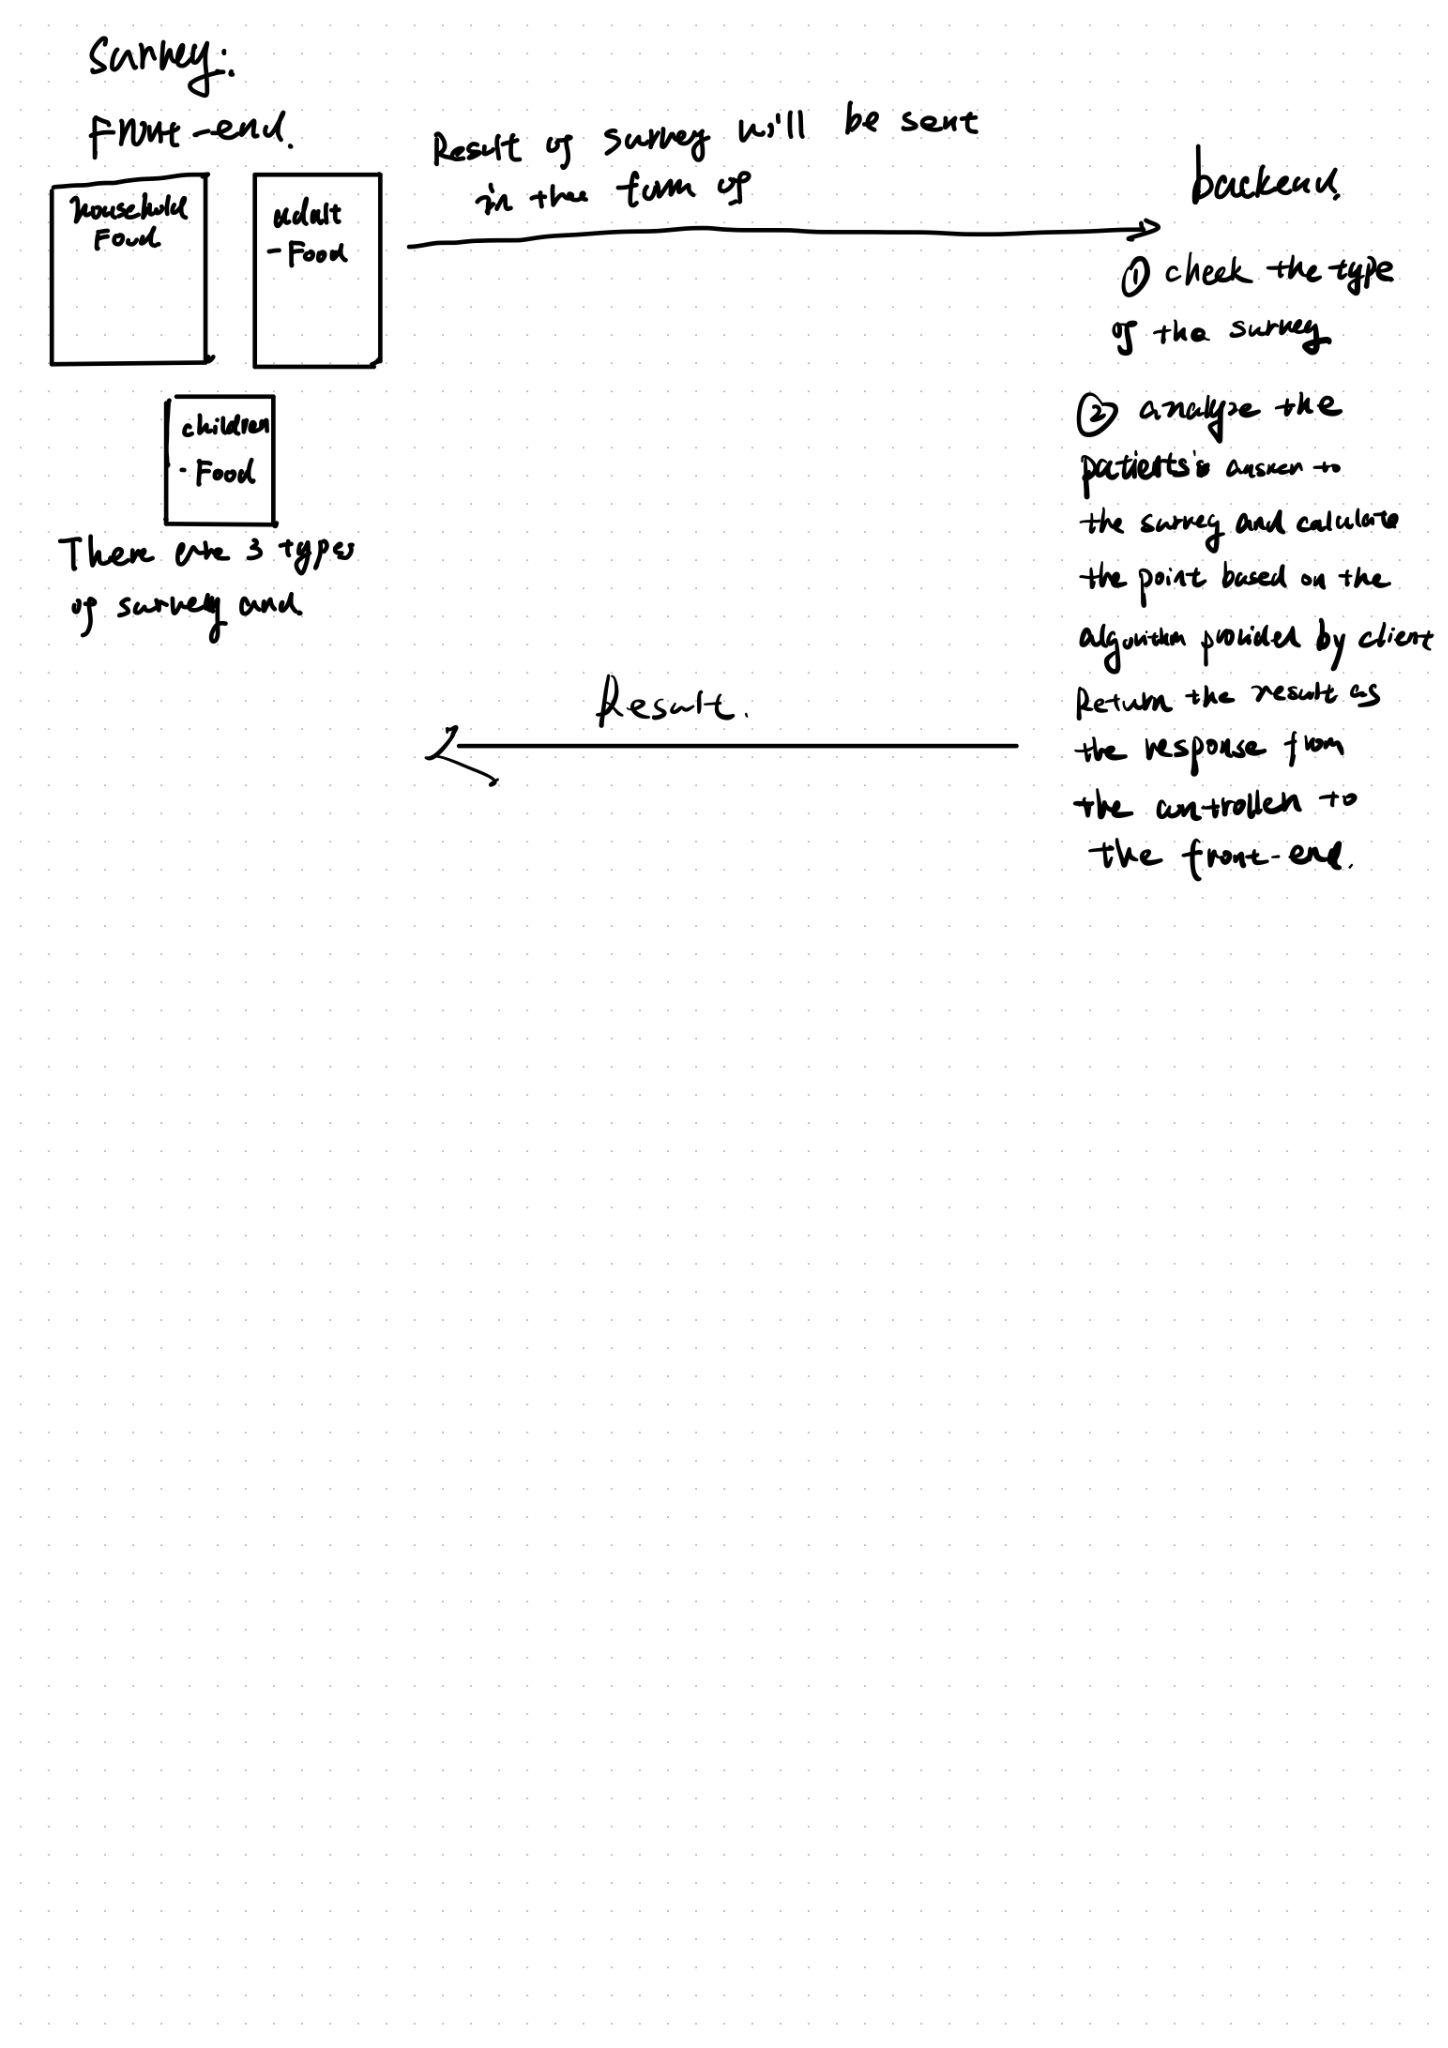 Survey:
Front-end.
household
Food
adult
- Food
children
- Food
There are 3 types
of survey and
Result of survey will be sent
in the form of
backend.
① check the type
of the survey
② analyze the
patients's answer to
the survey and calculate
the point based on the
algorithm provided by client
Return the result as
the response from
the controller to
the front-end.
Result.